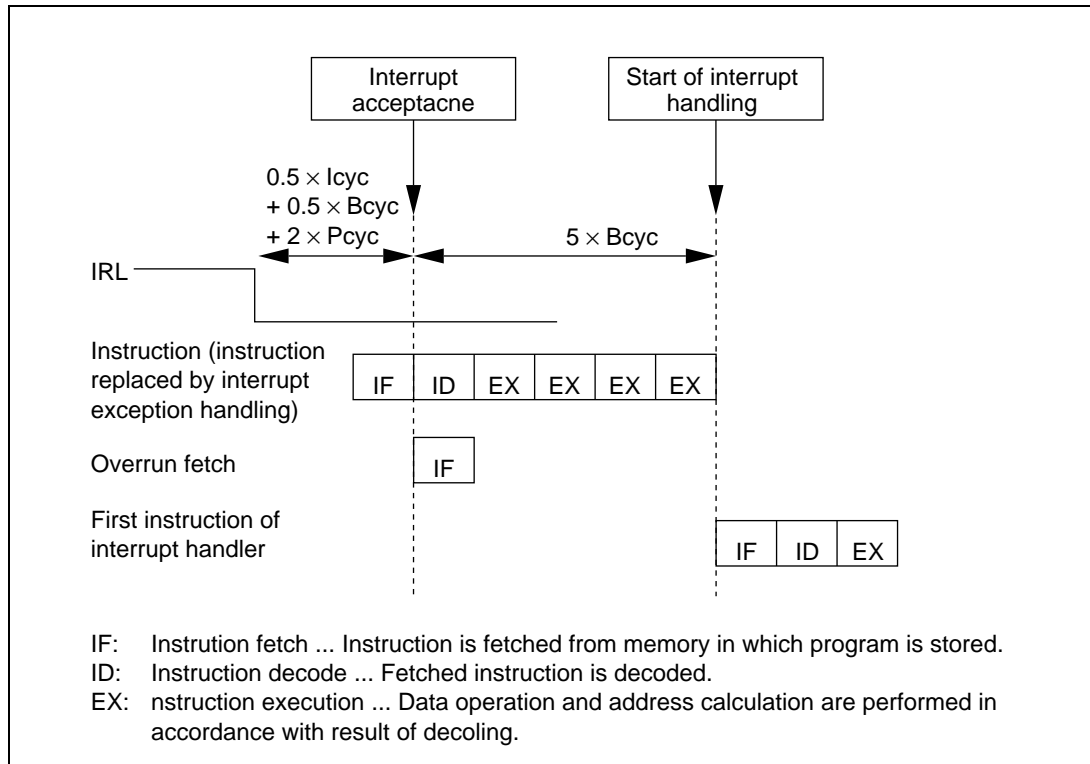 Interrupt
acceptacne
Start of interrupt
handling
0.5 × Icyc
+ 0.5 × Bcyc
+ 2 × Pcyc
5 × Bcyc
IRL
Instruction (instruction
replaced by interrupt
exception handling)
IF ID EX EX EX EX
Overrun fetch
IF
First instruction of
interrupt handler
IF ID EX
IF: Instrution fetch ... Instruction is fetched from memory in which program is stored.
ID: Instruction decode ... Fetched instruction is decoded.
EX: nstruction execution ... Data operation and address calculation are performed in
accordance with result of decoling.